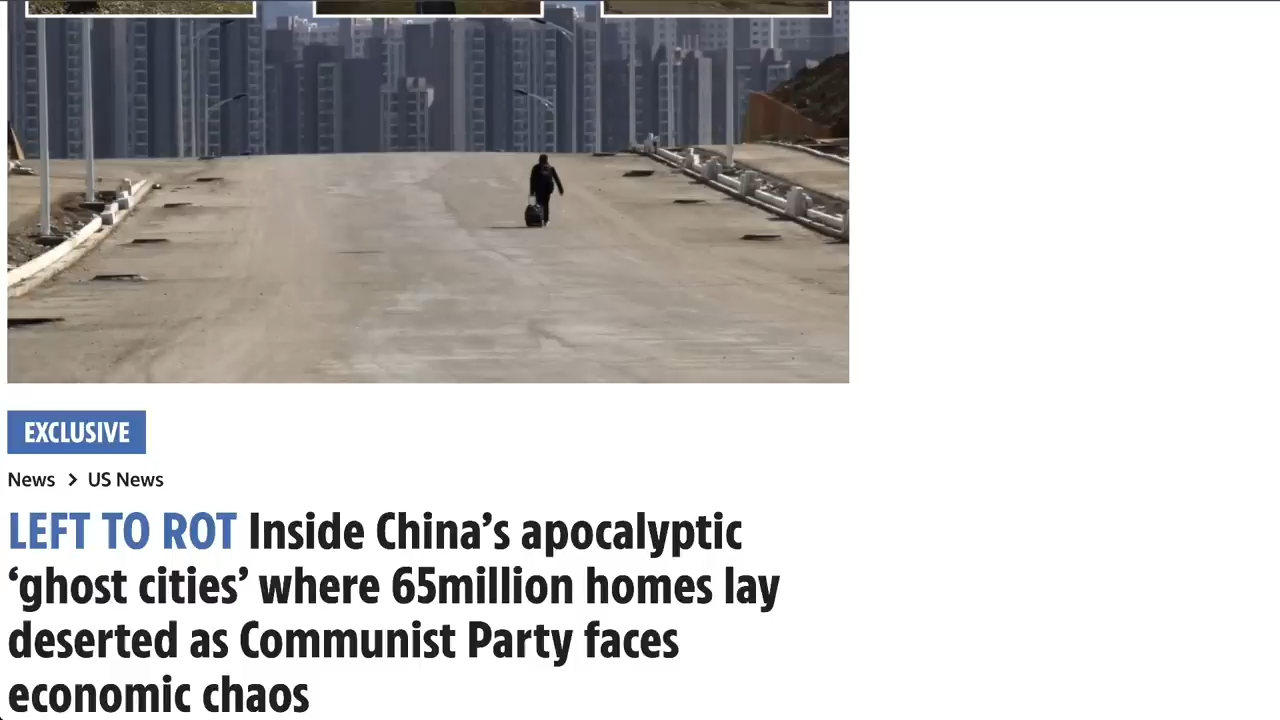 EXCLUSIVE
News > US News
LEFT TO ROT Inside China’s apocalyptic
‘ghost cities’ where 65million homes lay
deserted as Communist Party faces
economic chaos